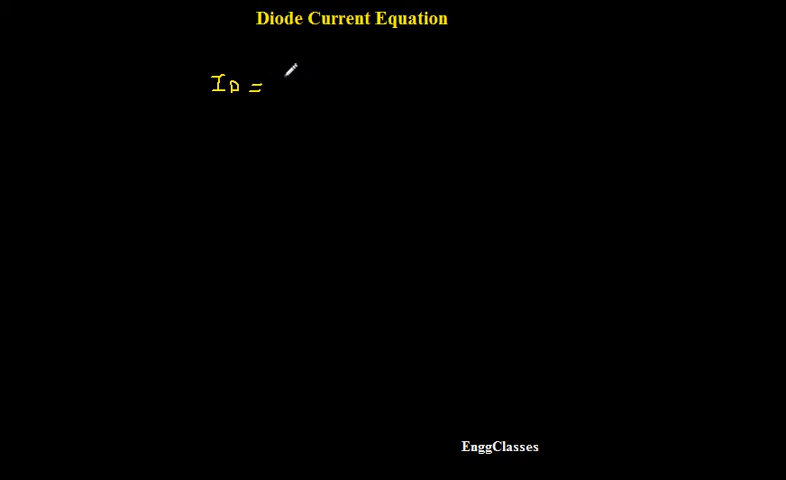 Diode Current Equation
ID =
EnggClasses